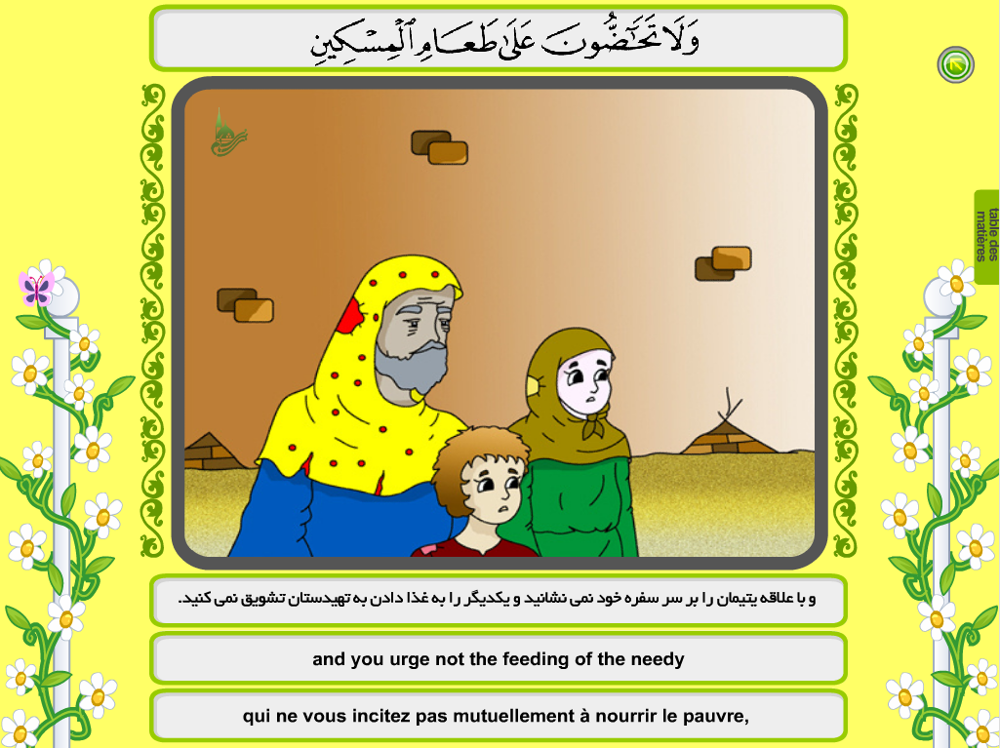 وَلَا تَحَٰٓضُّونَ عَلَىٰ طَعَامِ ٱلْمِسْكِينِ
table des
matières
و با علاقه یتیمان را بر سر سفره خود نمی نشانید و یکدیگر را به غذا دادن به تهیدستان تشویق نمی کنید.
and you urge not the feeding of the needy
qui ne vous incitez pas mutuellement à nourrir le pauvre,